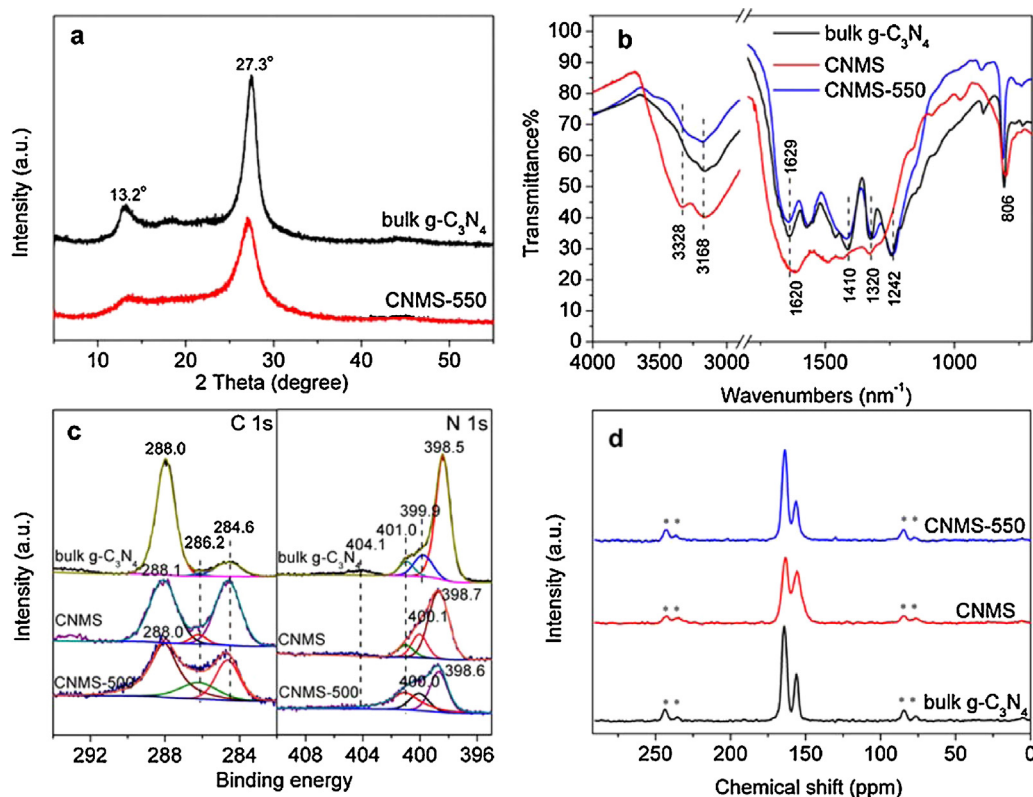 a
27.3°
13.2°
bulk g-C₃N₄
CNMS-550
Intensity (a.u.)
10 20 30 40 50
2 Theta (degree)
b
bulk g-C₃N₄
CNMS
CNMS-550
100
90
80
70
60
50
40
30
20
10
0
Transmittance%
3328
3168
1629
1620
1410
1320
1242
806
4000 3500 3000 1500 1000
Wavenumbers (nm⁻¹)
c
C 1s
N 1s
288.0
286.2
284.6
bulk g-C₃N₄
288.1
CNMS
288.0
CNMS-500
398.5
399.9
401.0
404.1
bulk g-C₃N₄
398.7
400.1
CNMS
398.6
400.0
CNMS-500
Intensity (a.u.)
292 288 284 408 404 400 396
Binding energy
d
* * * *
CNMS-550
* * * *
CNMS
* * * *
bulk g-C₃N₄
Intensity (a.u.)
250 200 150 100 50 0
Chemical shift (ppm)